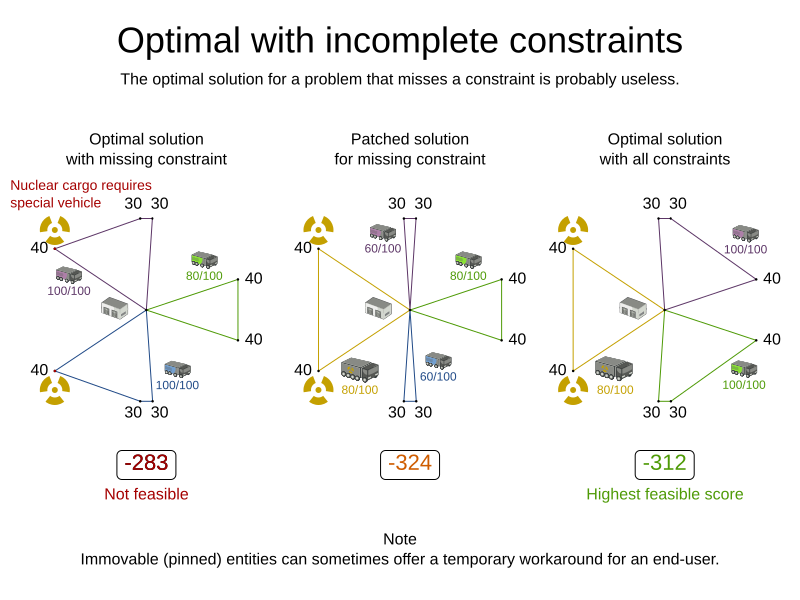 Optimal with incomplete constraints
The optimal solution for a problem that misses a constraint is probably useless.
Optimal solution
with missing constraint
Nuclear cargo requires
special vehicle
30 30
40
100/100
80/100
40
40
40
100/100
30 30
-283
Not feasible
Patched solution
for missing constraint
30 30
40
60/100
80/100
40
40
40
80/100
60/100
30 30
-324
Optimal solution
with all constraints
30 30
40
100/100
40
40
40
80/100
100/100
30 30
-312
Highest feasible score
Note
Immovable (pinned) entities can sometimes offer a temporary workaround for an end-user.